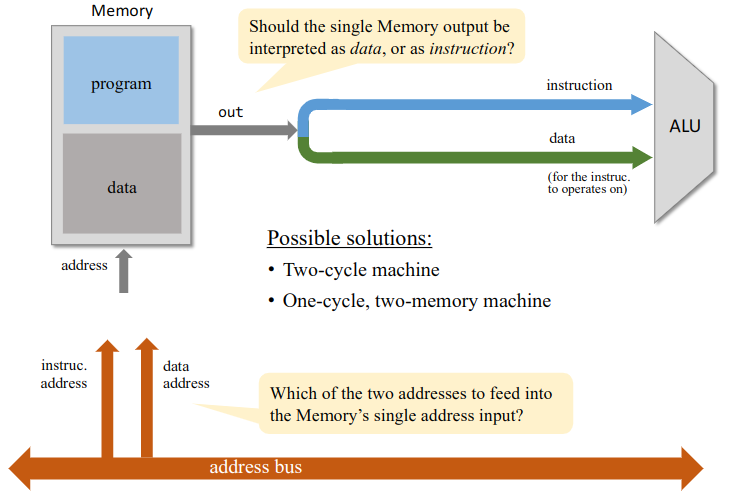 Memory
program
data
Should the single Memory output be
interpreted as data, or as instruction?
out
instruction
data
(for the instruc.
to operates on)
ALU
address
Possible solutions:
• Two-cycle machine
• One-cycle, two-memory machine
instruc.
address
data
address
Which of the two addresses to feed into
the Memory’s single address input?
address bus